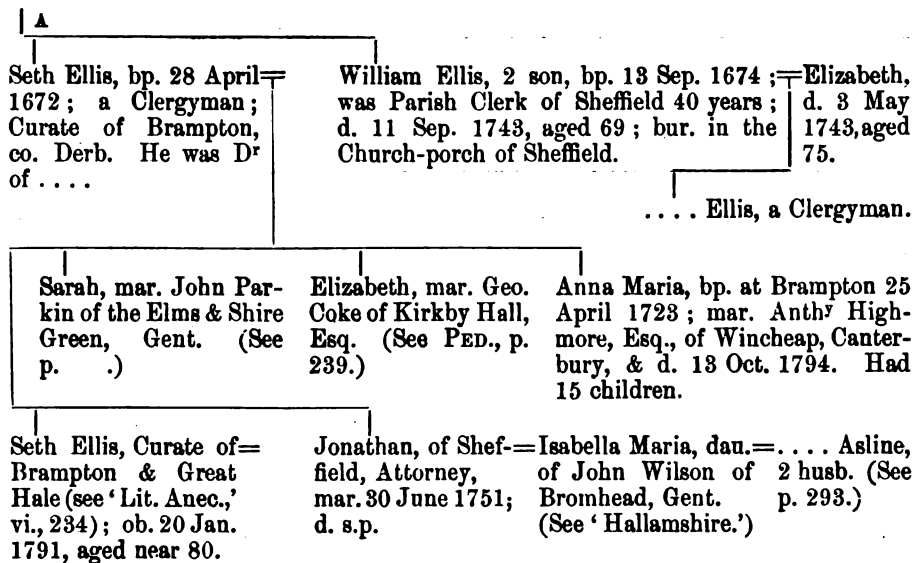 A
Seth Ellis, bp. 28 April=
1672 ; a Clergyman ;
Curate of Brampton,
co. Derb. He was Dʳ
of . . . .
William Ellis, 2 son, bp. 13 Sep. 1674 ;=
was Parish Clerk of Sheffield 40 years ;
d. 11 Sep. 1743, aged 69 ; bur. in the
Church-porch of Sheffield.
Elizabeth,
d. 3 May
1743, aged
75.
. . . . Ellis, a Clergyman.
Sarah, mar. John Par-
kin of the Elms & Shire
Green, Gent. (See
p. .)
Elizabeth, mar. Geo.
Coke of Kirkby Hall,
Esq. (See PED., p.
239.)
Anna Maria, bp. at Brampton 25
April 1723 ; mar. Anthʸ High-
more, Esq., of Wincheap, Canter-
bury, & d. 13 Oct. 1794. Had
15 children.
Seth Ellis, Curate of=
Brampton & Great
Hale (see ‘Lit. Anec.,’
vi., 234) ; ob. 20 Jan.
1791, aged near 80.
Jonathan, of Shef-
field, Attorney,
mar. 30 June 1751;
d. s.p.
=Isabella Maria, dau.=
of John Wilson of
Bromhead, Gent.
(See ‘Hallamshire.’)
. . . . Asline,
2 husb. (See
p. 293.)